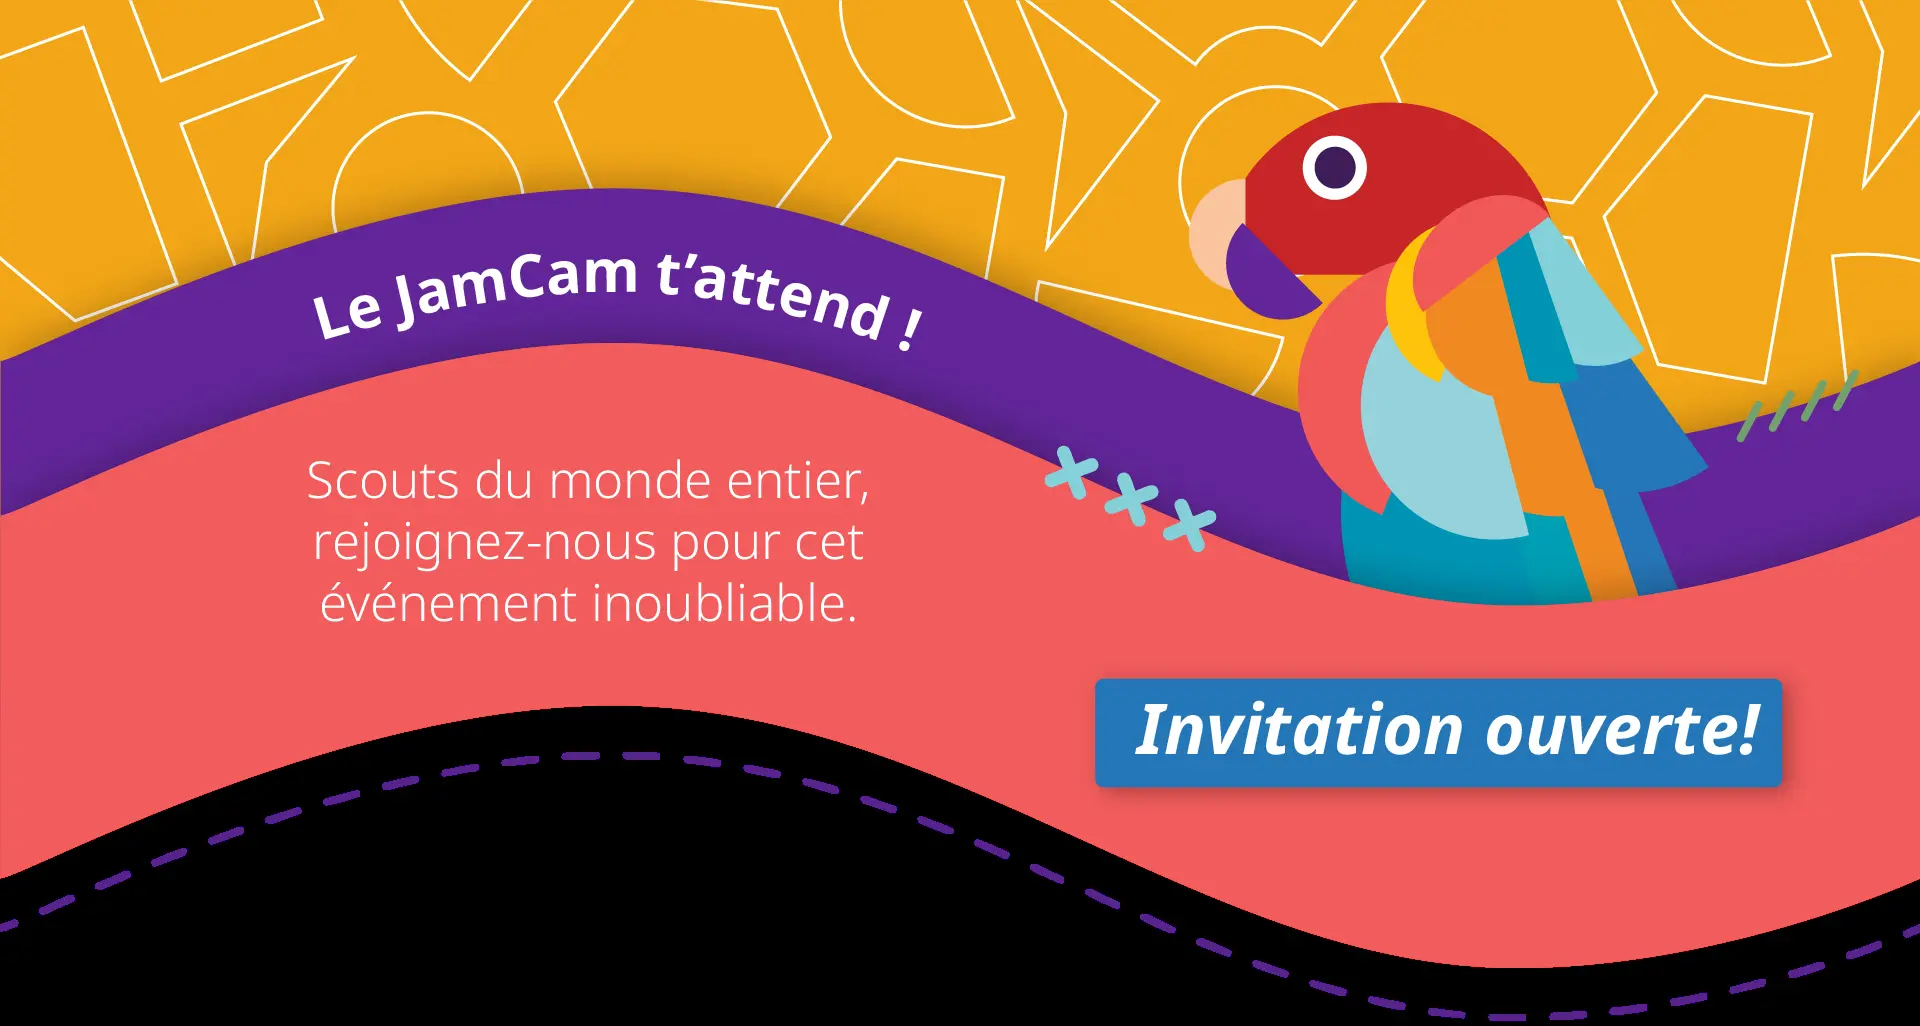 Le JamCam t’attend !
Scouts du monde entier,
rejoignez-nous pour cet
événement inoubliable.
Invitation ouverte!